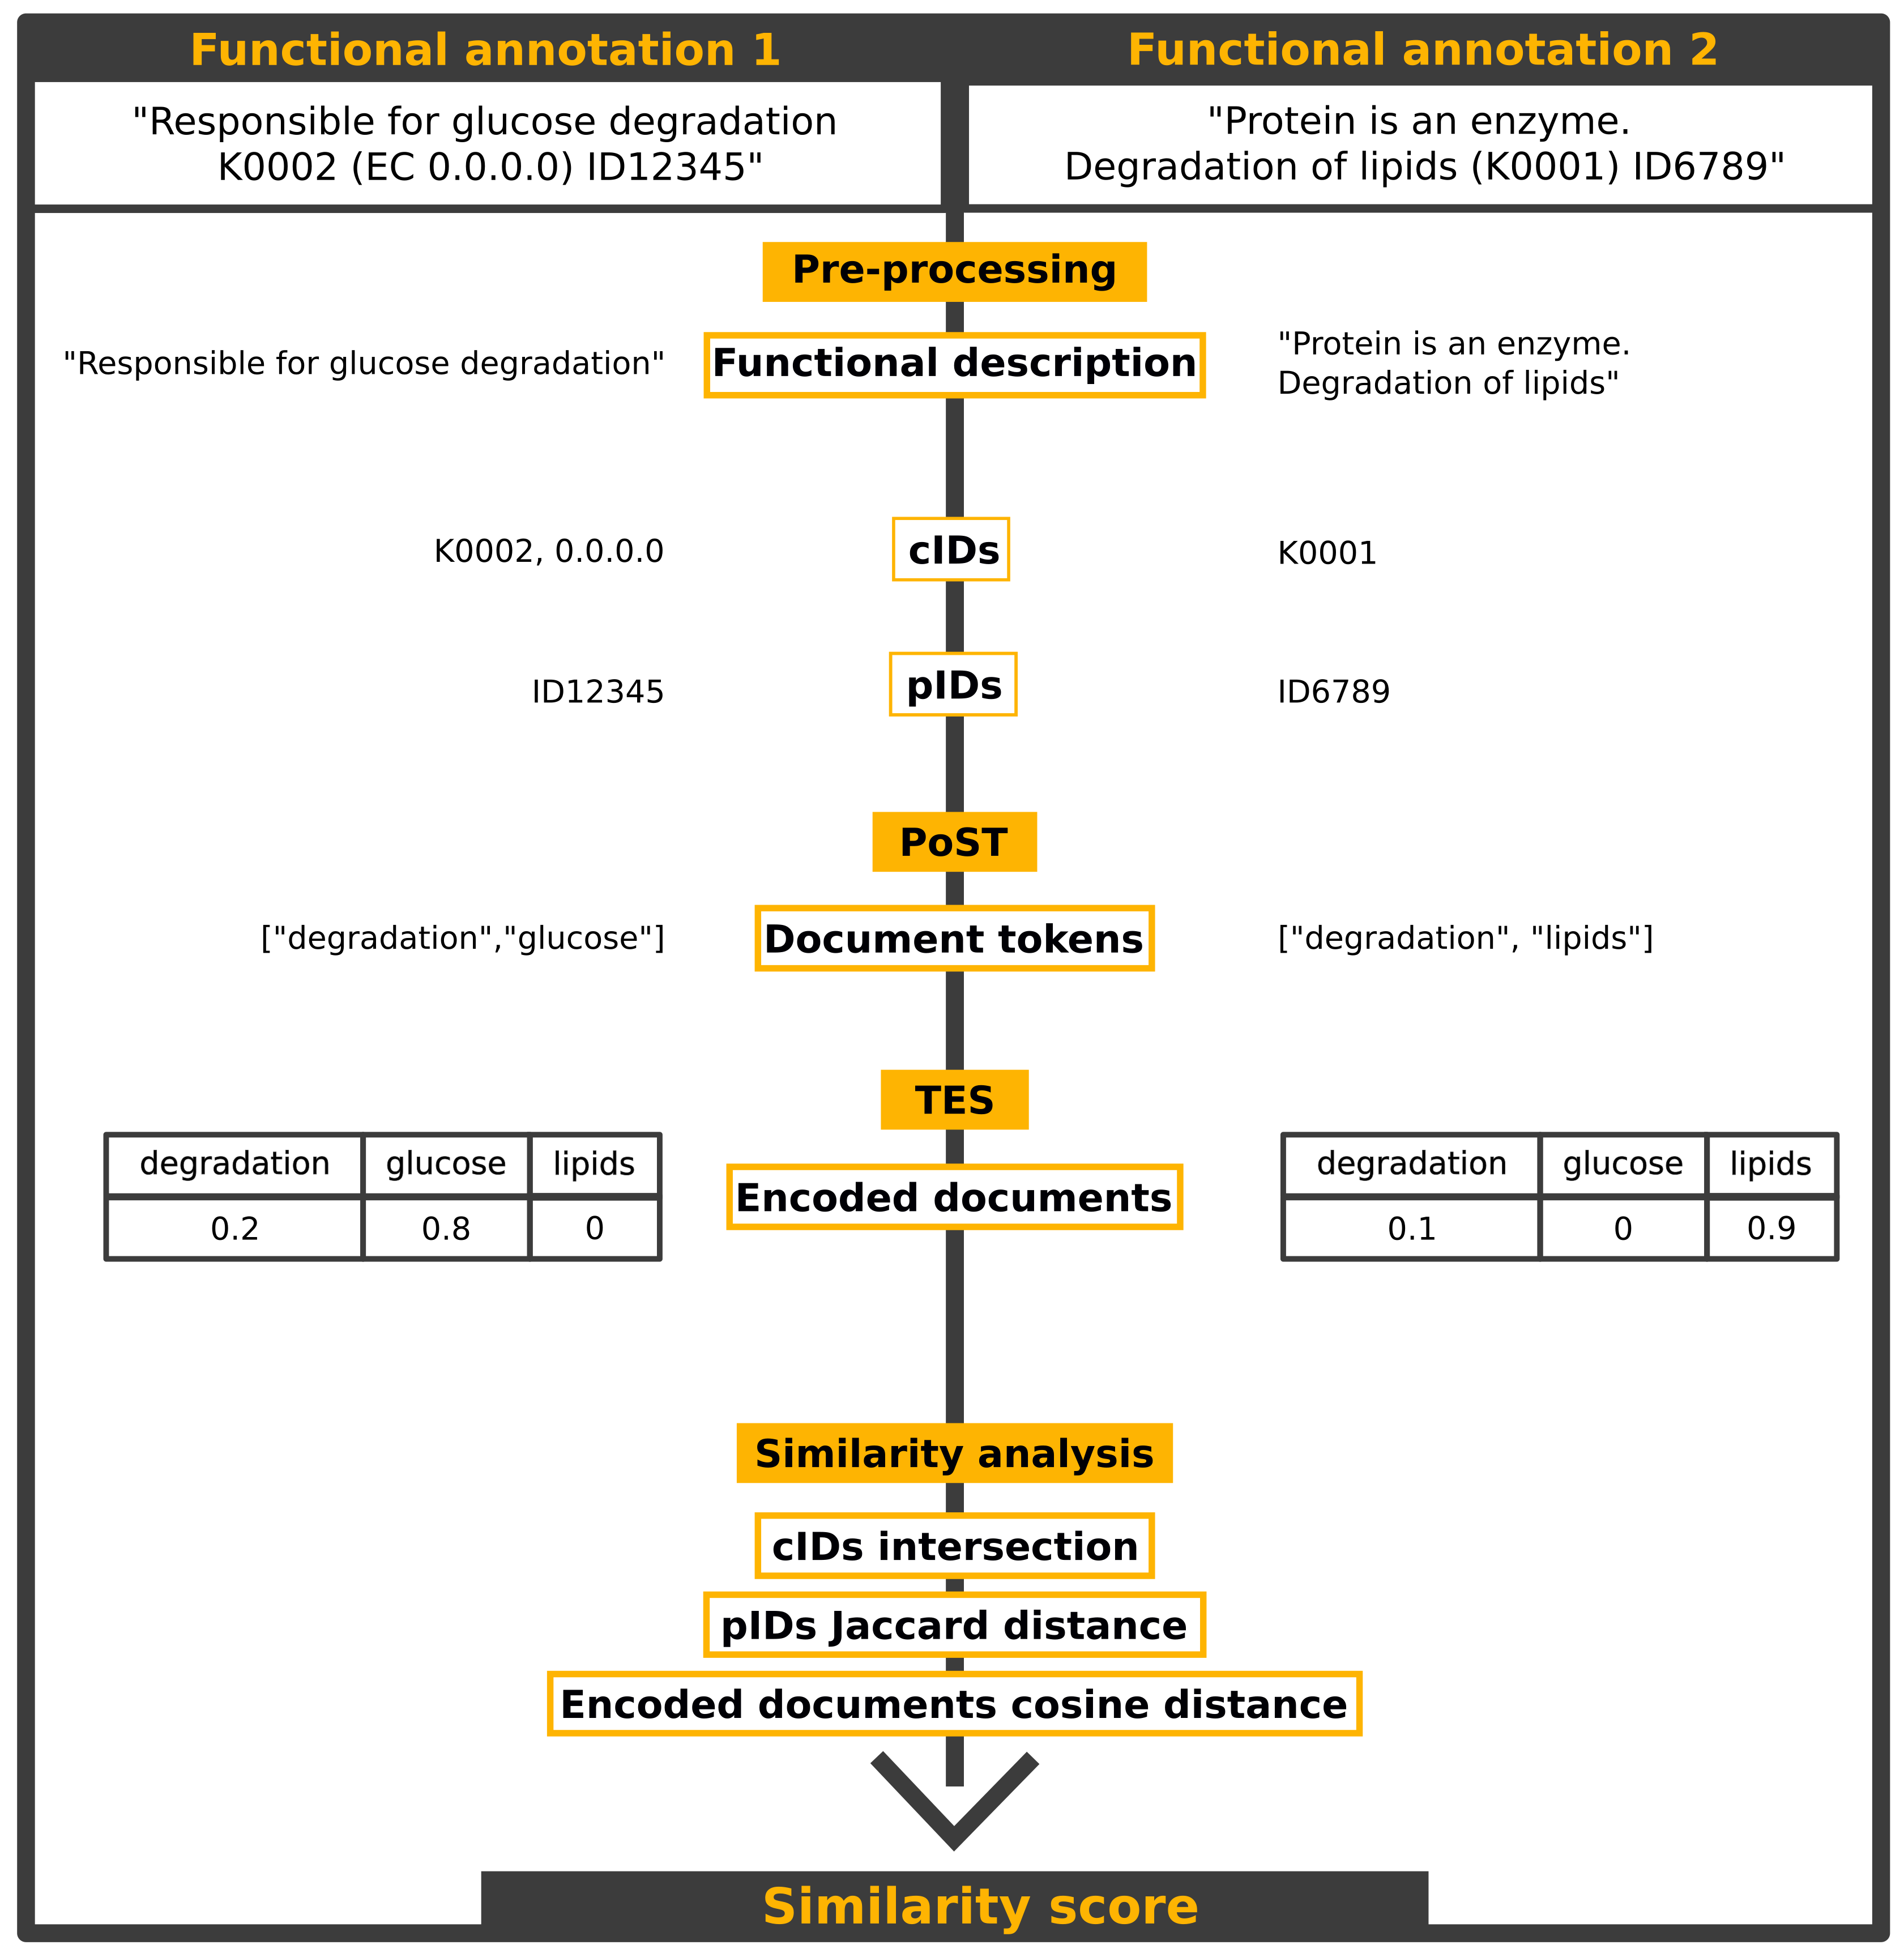 Functional annotation 1
Functional annotation 2
"Responsible for glucose degradation
K0002 (EC 0.0.0.0) ID12345"
"Protein is an enzyme.
Degradation of lipids (K0001) ID6789"
Pre-processing
"Responsible for glucose degradation"
Functional description
"Protein is an enzyme.
Degradation of lipids"
K0002, 0.0.0.0
cIDs
K0001
ID12345
pIDs
ID6789
PoST
["degradation","glucose"]
Document tokens
["degradation", "lipids"]
TES
degradation glucose lipids
0.2 0.8 0
Encoded documents
degradation glucose lipids
0.1 0 0.9
Similarity analysis
cIDs intersection
pIDs Jaccard distance
Encoded documents cosine distance
Similarity score